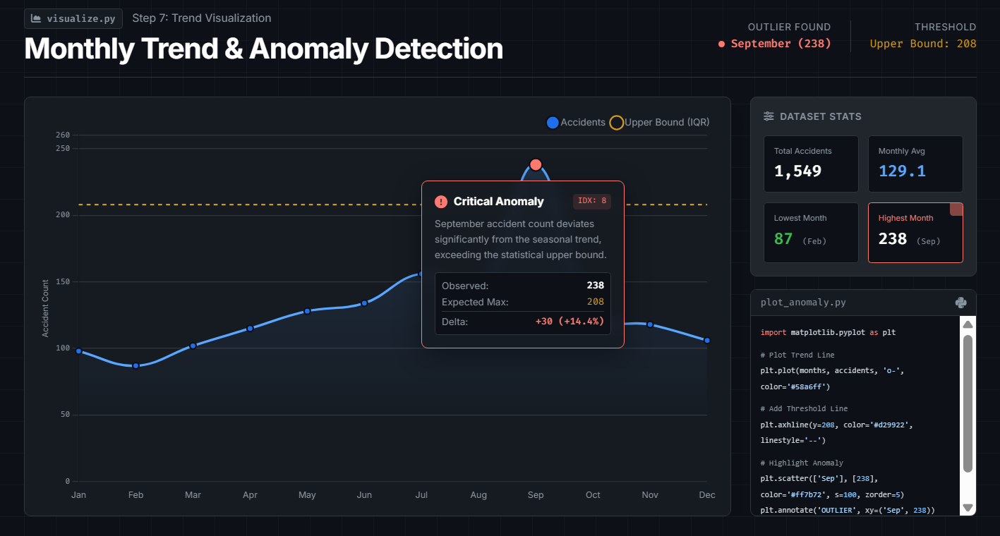 visualize.py Step 7: Trend Visualization
Monthly Trend & Anomaly Detection
OUTLIER FOUND
September (238)
THRESHOLD
Upper Bound: 208
Accidents Upper Bound (IQR)
260
250
200
150
100
50
0
Accident Count
Jan Feb Mar Apr May Jun Jul Aug Sep Oct Nov Dec
Critical Anomaly IDX: 8
September accident count deviates
significantly from the seasonal trend,
exceeding the statistical upper bound.
Observed: 238
Expected Max: 208
Delta: +30 (+14.4%)
DATASET STATS
Total Accidents
1,549
Monthly Avg
129.1
Lowest Month
87 (Feb)
Highest Month
238 (Sep)
plot_anomaly.py
import matplotlib.pyplot as plt
# Plot Trend Line
plt.plot(months, accidents, 'o-',
color='#58a6ff')
# Add Threshold Line
plt.axhline(y=208, color='#d29922',
linestyle='--')
# Highlight Anomaly
plt.scatter(['Sep'], [238],
color='#ff7b72', s=100, zorder=5)
plt.annotate('OUTLIER', xy=('Sep', 238))